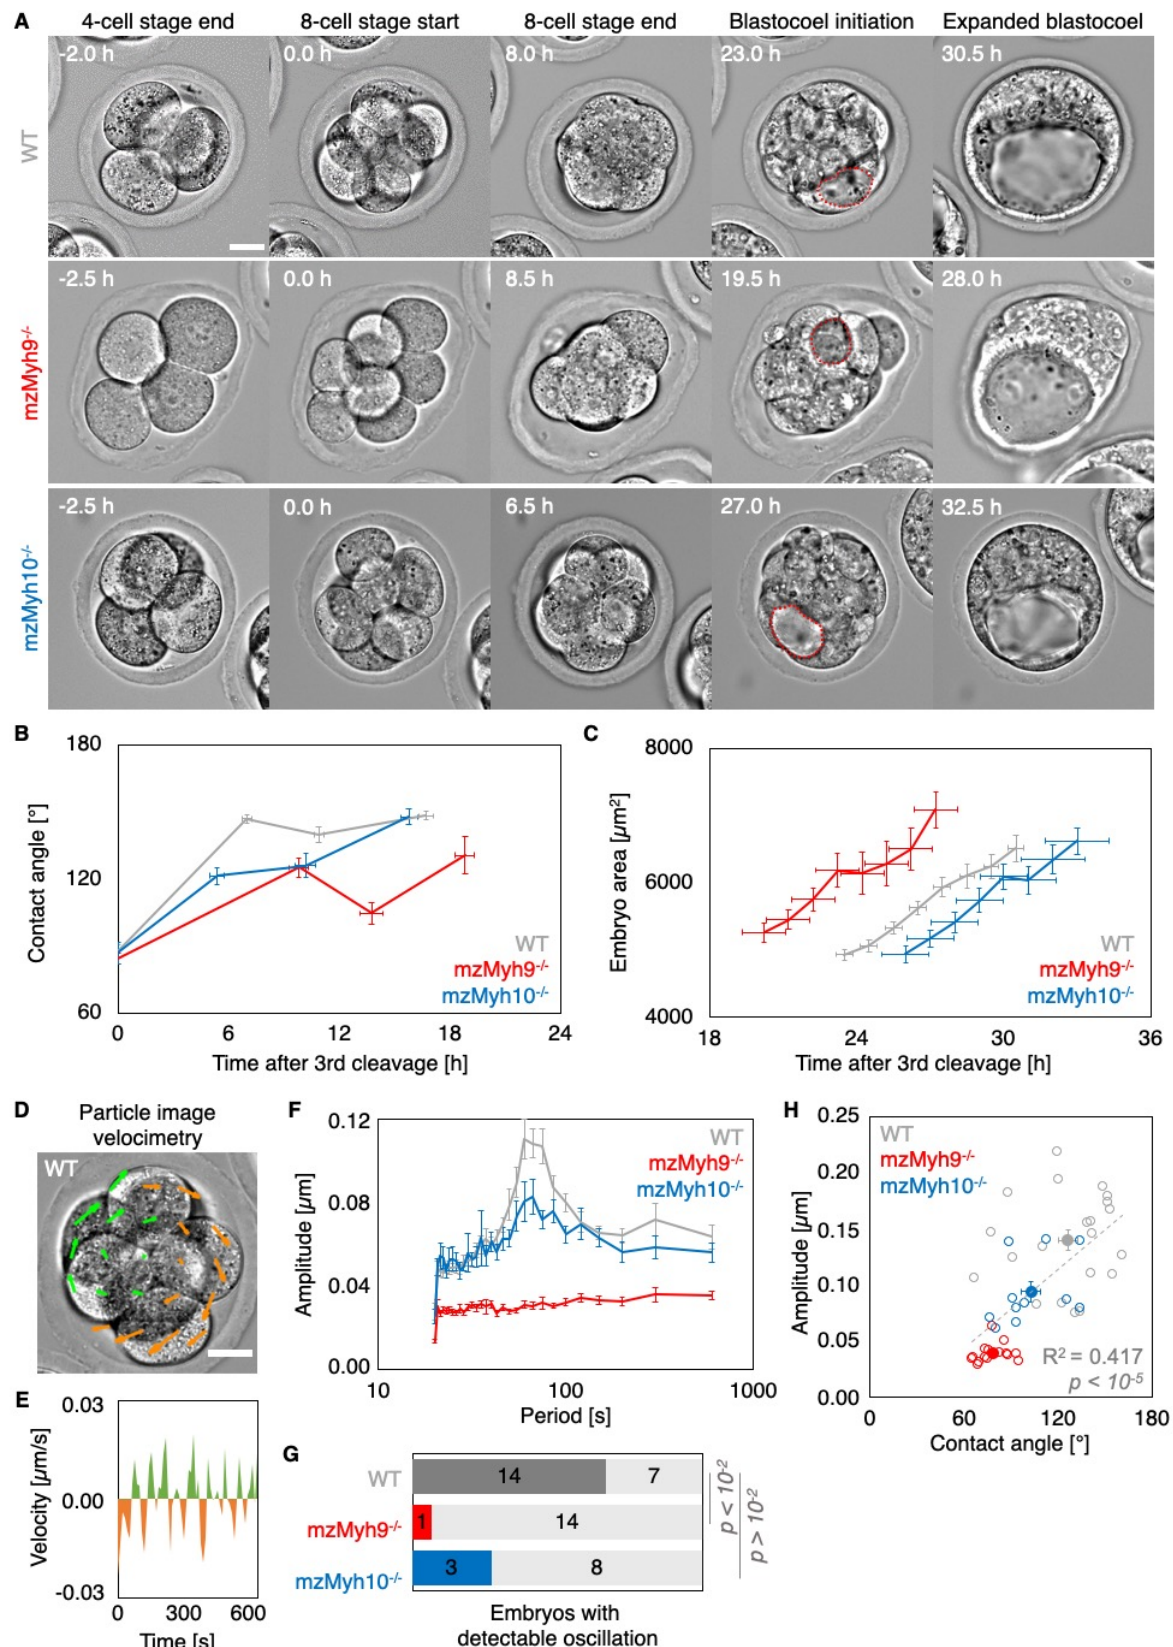 A
4-cell stage end
8-cell stage start
8-cell stage end
Blastocoel initiation
Expanded blastocoel
WT
-2.0 h
0.0 h
8.0 h
23.0 h
30.5 h
mzMyh9-/-
-2.5 h
0.0 h
8.5 h
19.5 h
28.0 h
mzMyh10-/-
-2.5 h
0.0 h
6.5 h
27.0 h
32.5 h
B
180
120
60
Contact angle [°]
0
6
12
18
24
Time after 3rd cleavage [h]
WT
mzMyh9-/-
mzMyh10-/-
C
8000
6000
4000
Embryo area [µm2]
18
24
30
36
Time after 3rd cleavage [h]
WT
mzMyh9-/-
mzMyh10-/-
D
Particle image
velocimetry
WT
E
0.03
0.00
-0.03
Velocity [µm/s]
0
300
600
Time [s]
F
0.12
0.08
0.04
0.00
Amplitude [µm]
10
100
1000
Period [s]
WT
mzMyh9-/-
mzMyh10-/-
G
WT
14
7
mzMyh9-/-
1
14
mzMyh10-/-
3
8
p < 10-2
p > 10-2
Embryos with
detectable oscillation
H
0.25
0.20
0.15
0.10
0.05
0.00
Amplitude [µm]
0
60
120
180
Contact angle [°]
WT
mzMyh9-/-
mzMyh10-/-
R2 = 0.417
p < 10-5